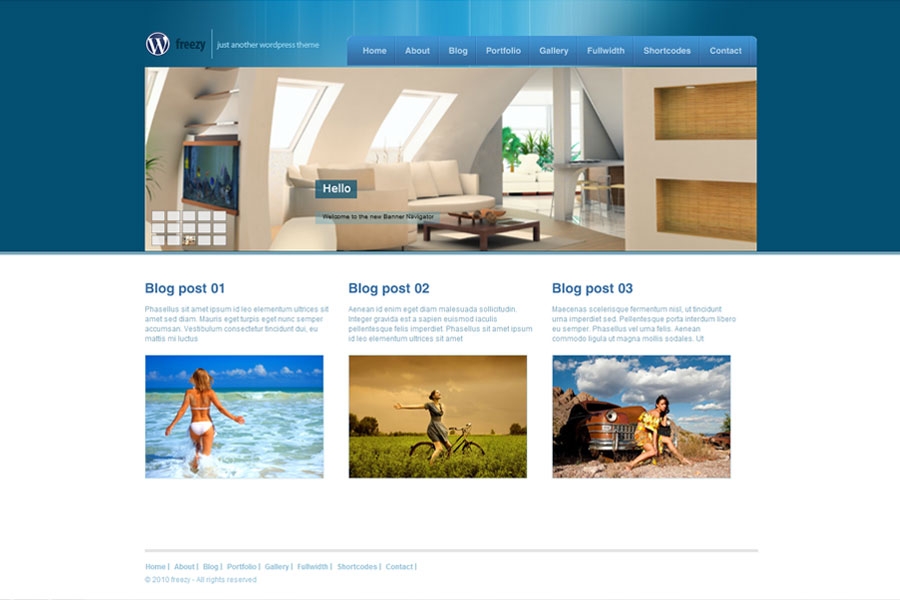 freezy just another wordpress theme
Home About Blog Portfolio Gallery Fullwidth Shortcodes Contact
Hello
Welcome to the new Banner Navigator
Blog post 01
Phasellus sit amet ipsum id leo elementum ultrices sit
amet sed diam. Mauris eget turpis eget nunc semper
accumsan. Vestibulum consectetur tincidunt dui, eu
mattis mi luctus
Blog post 02
Aenean id enim eget diam malesuada sollicitudin.
Integer gravida est a sapien euismod iaculis
pellentesque felis imperdiet. Phasellus sit amet ipsum
id leo elementum ultrices sit amet
Blog post 03
Maecenas scelerisque fermentum nisl, ut tincidunt
urna imperdiet sed. Pellentesque porta interdum libero
eu semper. Phasellus vel urna felis. Aenean
commodo ligula ut magna mollis sodales. Ut
Home | About | Blog | Portfolio | Gallery | Fullwidth | Shortcodes | Contact |
© 2010 freezy - All rights reserved